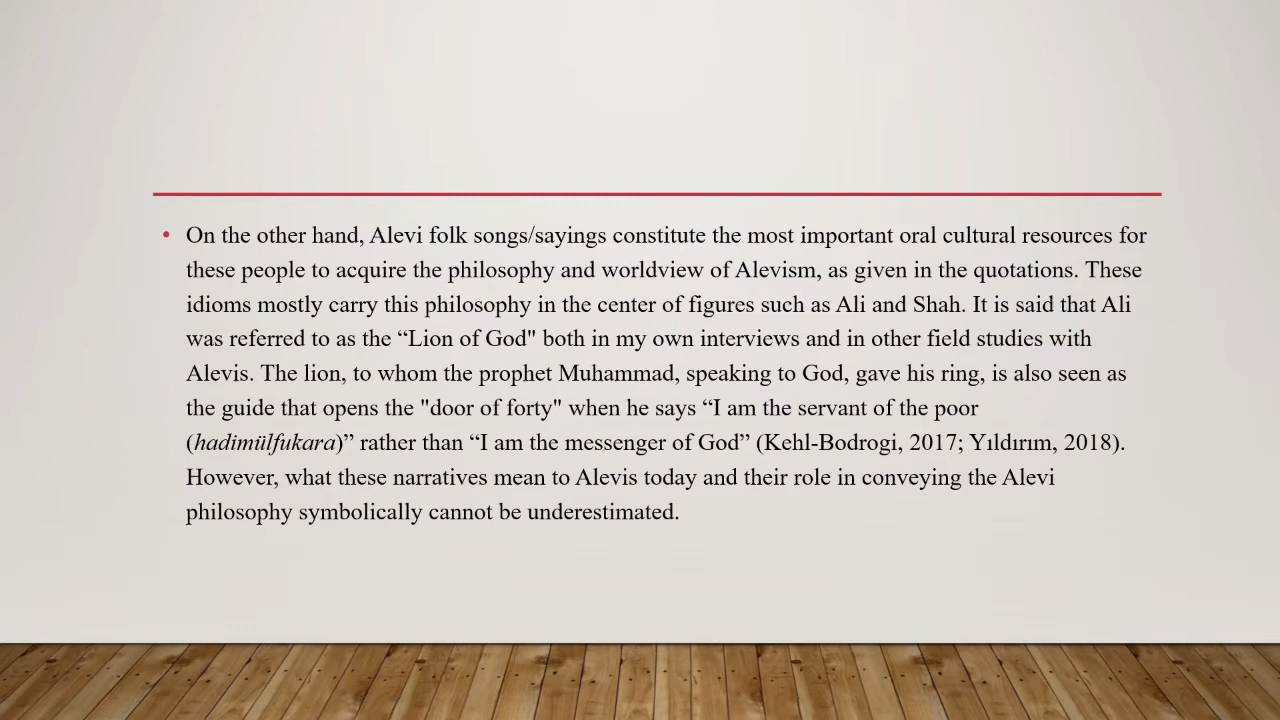 • On the other hand, Alevi folk songs/sayings constitute the most important oral cultural resources for
these people to acquire the philosophy and worldview of Alevism, as given in the quotations. These
idioms mostly carry this philosophy in the center of figures such as Ali and Shah. It is said that Ali
was referred to as the “Lion of God" both in my own interviews and in other field studies with
Alevis. The lion, to whom the prophet Muhammad, speaking to God, gave his ring, is also seen as
the guide that opens the "door of forty" when he says “I am the servant of the poor
(hadimülfukara)” rather than “I am the messenger of God” (Kehl-Bodrogi, 2017; Yıldırım, 2018).
However, what these narratives mean to Alevis today and their role in conveying the Alevi
philosophy symbolically cannot be underestimated.